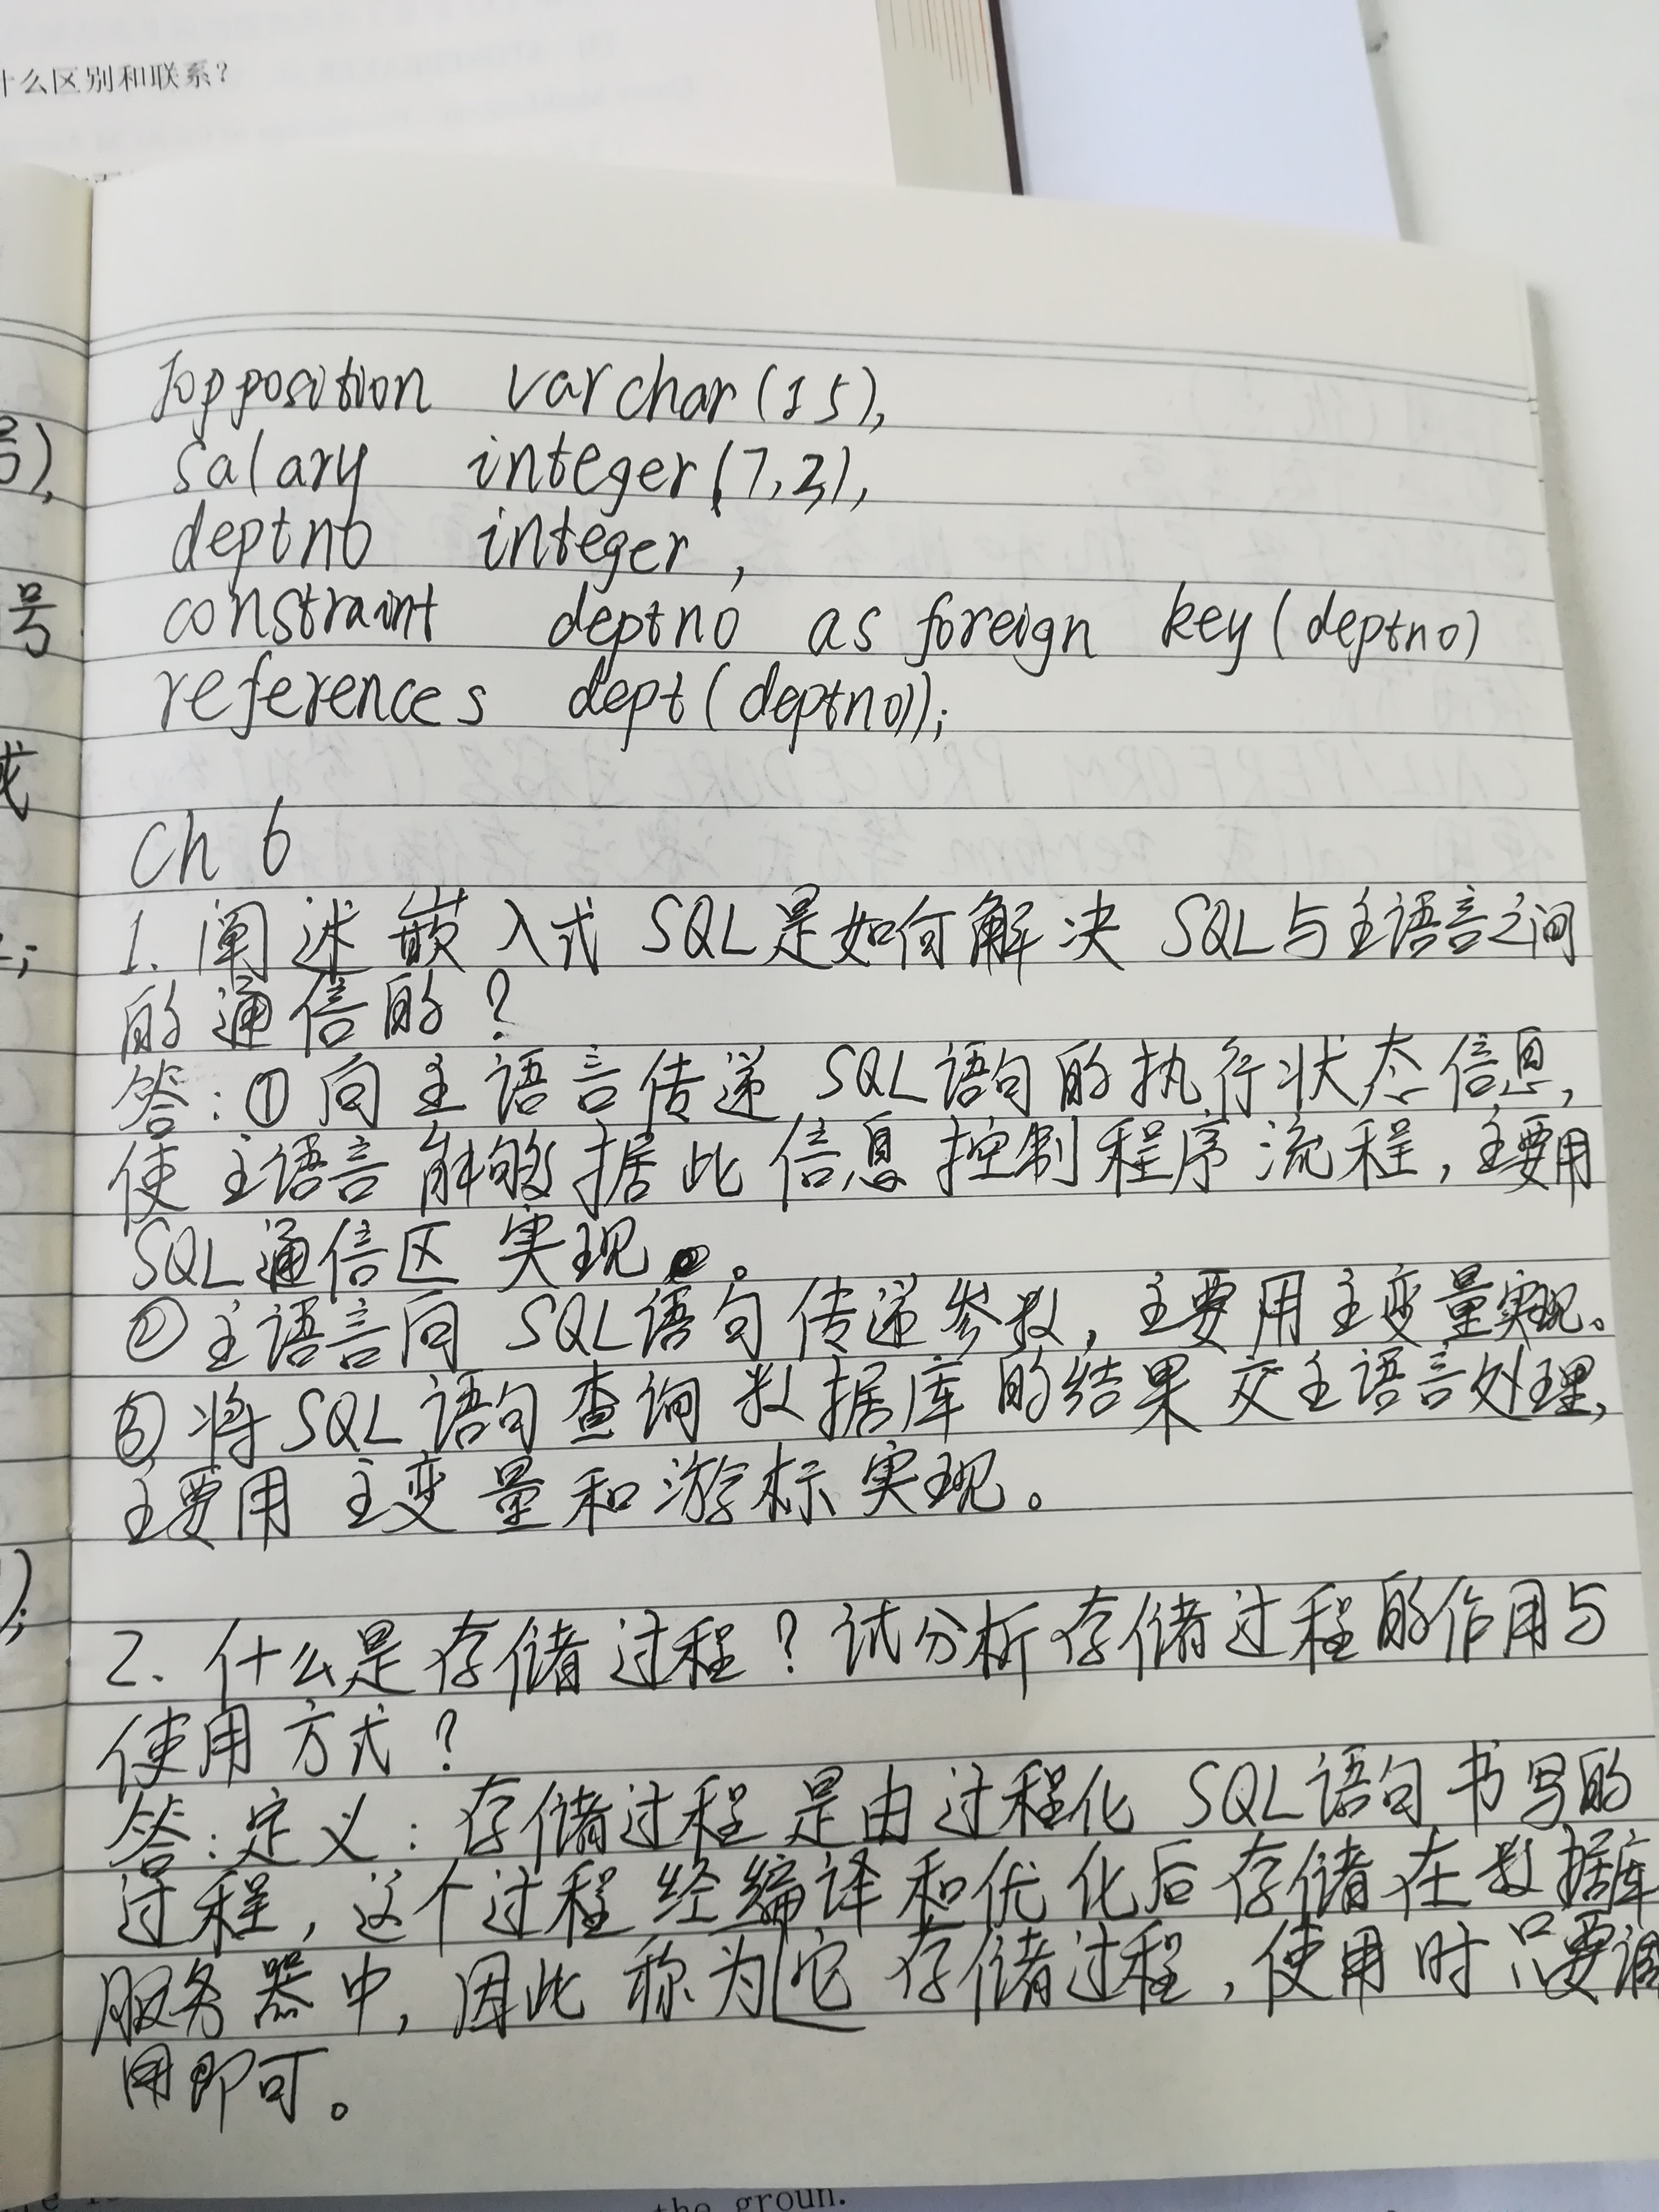 什么区别和联系?
Jopposition varchar(15),
salary integer(7,2),
deptno integer,
constraint deptno as foreign key(deptno)
references dept(deptno));
Ch 6
1. 阐述嵌入式SQL是如何解决SQL与主语言之间
的通信的?
答:①向主语言传递SQL语句的执行状态信息,
使主语言能够据此信息控制程序流程,主要用
SQL通信区实现。
②主语言向SQL语句传递参数,主要用主变量实现。
③将SQL语句查询数据库的结果交主语言处理,
主要用主变量和游标实现。
2. 什么是存储过程?试分析存储过程的作用与
使用方式?
答:定义:存储过程是由过程化SQL语句书写的
过程,这个过程经编译和优化后存储在数据库
服务器中,因此称为它存储过程,使用时只要调
用即可。
the groun.